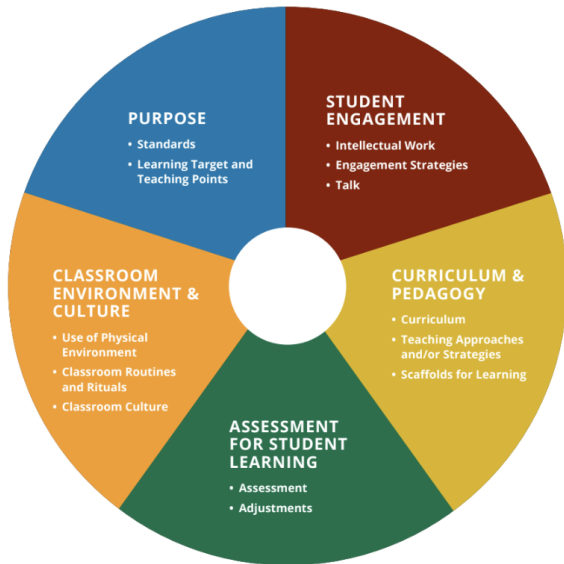 PURPOSE
• Standards
• Learning Target and
Teaching Points
STUDENT
ENGAGEMENT
• Intellectual Work
• Engagement Strategies
• Talk
CURRICULUM &
PEDAGOGY
• Curriculum
• Teaching Approaches
and/or Strategies
• Scaffolds for Learning
ASSESSMENT
FOR STUDENT
LEARNING
• Assessment
• Adjustments
CLASSROOM
ENVIRONMENT &
CULTURE
• Use of Physical
Environment
• Classroom Routines
and Rituals
• Classroom Culture